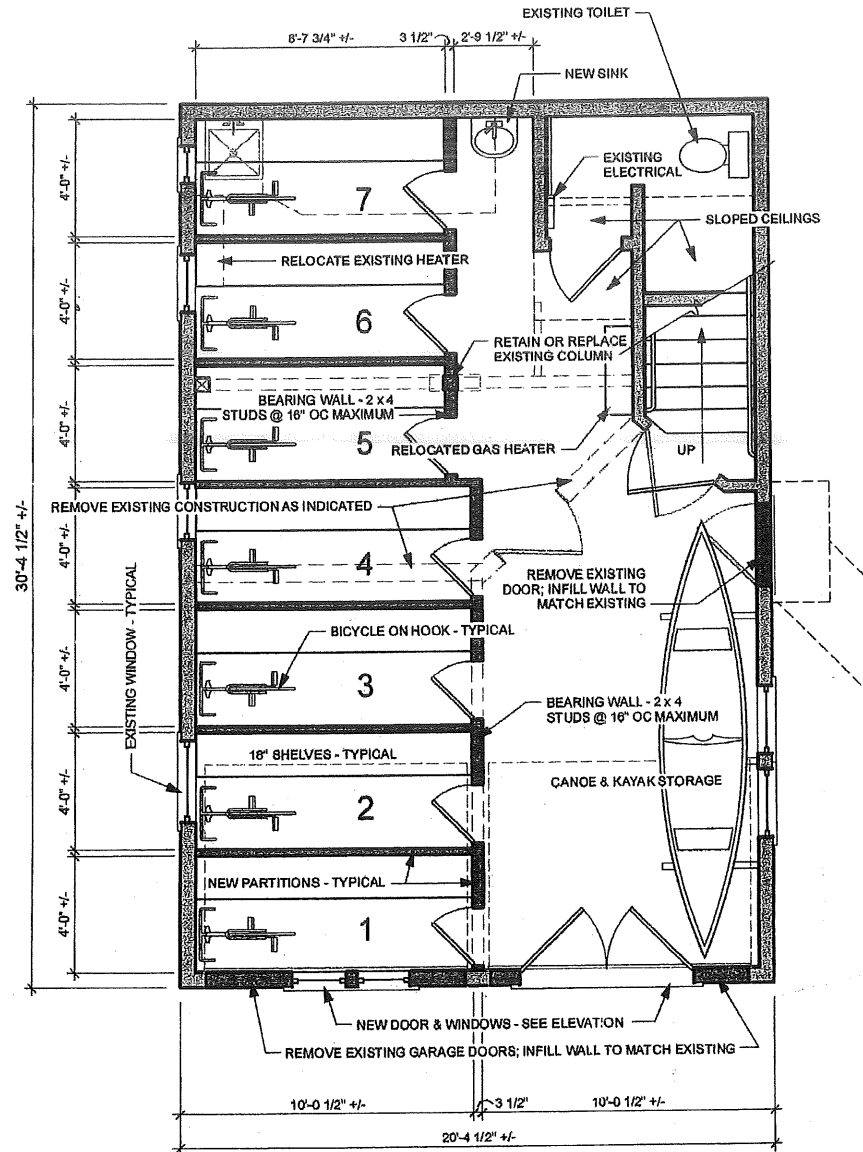 EXISTING TOILET
8'-7 3/4" +/-
3 1/2"
2'-9 1/2" +/-
NEW SINK
EXISTING
ELECTRICAL
SLOPED CEILINGS
4'-0" +/-
7
RELOCATE EXISTING HEATER
4'-0" +/-
6
RETAIN OR REPLACE
EXISTING COLUMN
BEARING WALL - 2 x 4
STUDS @ 16" OC MAXIMUM
4'-0" +/-
5
RELOCATED GAS HEATER
UP
REMOVE EXISTING CONSTRUCTION AS INDICATED
4'-0" +/-
4
REMOVE EXISTING
DOOR; INFILL WALL TO
MATCH EXISTING
30'-4 1/2" +/-
EXISTING WINDOW - TYPICAL
BICYCLE ON HOOK - TYPICAL
4'-0" +/-
3
BEARING WALL - 2 x 4
STUDS @ 16" OC MAXIMUM
18" SHELVES - TYPICAL
CANOE & KAYAK STORAGE
4'-0" +/-
2
NEW PARTITIONS - TYPICAL
4'-0" +/-
1
NEW DOOR & WINDOWS - SEE ELEVATION
REMOVE EXISTING GARAGE DOORS; INFILL WALL TO MATCH EXISTING
10'-0 1/2" +/-
3 1/2"
10'-0 1/2" +/-
20'-4 1/2" +/-